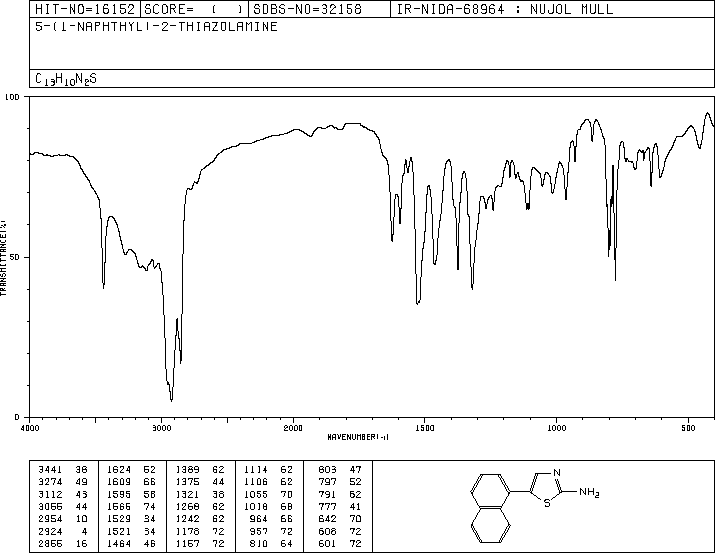 HIT-NO=16152 SCORE= ( ) SDBS-NO=32158 IR-NIDA-68964 : NUJOL MULL
5-(1-NAPHTHYL)-2-THIAZOLAMINE
C13H10N2S
100
50
0
TRANSMITTANCE(%)
4000 3000 2000 1500 1000 500
WAVENUMBER(-1)
3441 38 1624 52 1389 62 1114 62 803 47
3274 49 1609 66 1375 44 1106 62 797 52
3112 43 1595 58 1321 38 1055 70 791 62
3055 44 1566 74 1268 62 1018 68 777 41
2954 10 1529 34 1242 62 964 66 642 70
2924 4 1521 34 1178 72 957 72 608 72
2855 16 1464 46 1157 72 810 64 601 72
N
S
NH2